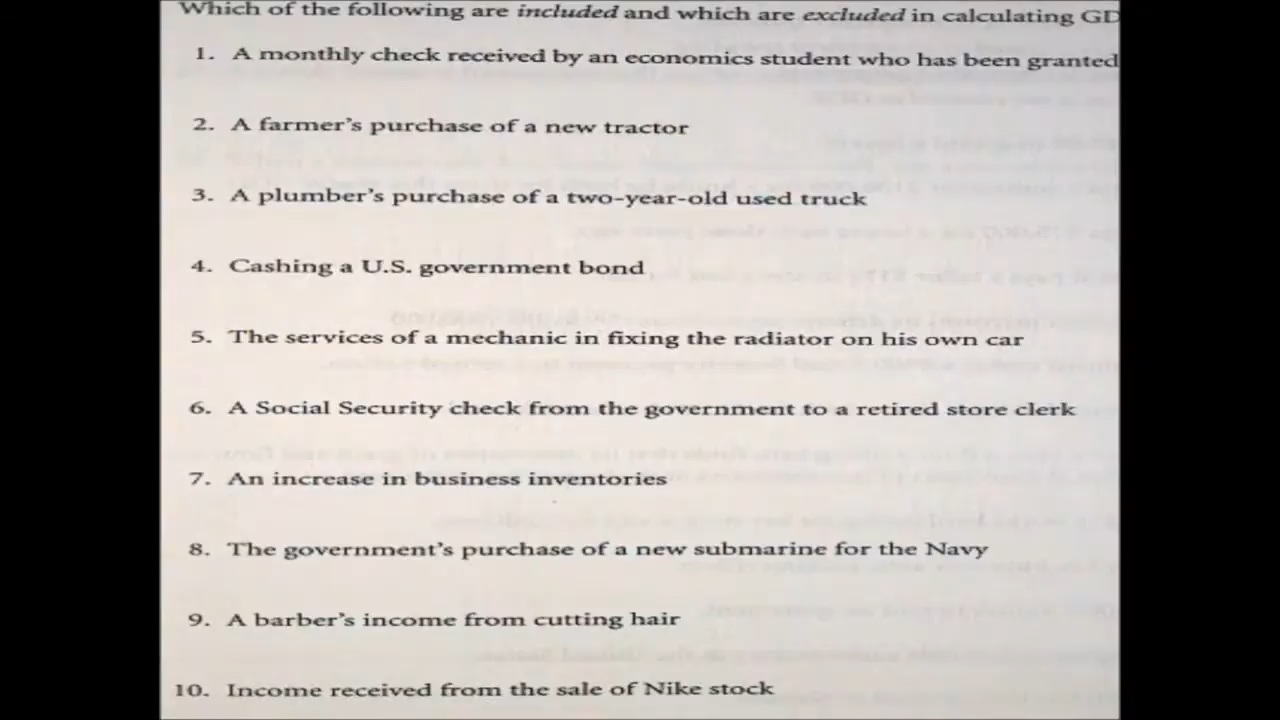 Which of the following are included and which are excluded in calculating GD
1. A monthly check received by an economics student who has been granted
2. A farmer's purchase of a new tractor
3. A plumber's purchase of a two-year-old used truck
4. Cashing a U.S. government bond
5. The services of a mechanic in fixing the radiator on his own car
6. A Social Security check from the government to a retired store clerk
7. An increase in business inventories
8. The government's purchase of a new submarine for the Navy
9. A barber's income from cutting hair
10. Income received from the sale of Nike stock